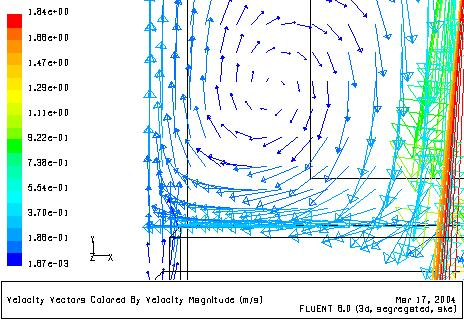 1.84e+00
1.66e+00
1.47e+00
1.29e+00
1.11e+00
9.22e-01
7.38e-01
5.54e-01
3.70e-01
1.86e-01
1.87e-03
Y
Z X
Velocity Vectors Colored By Velocity Magnitude (m/s)
Mar 17, 2004
FLUENT 6.0 (3d, segregated, ske)